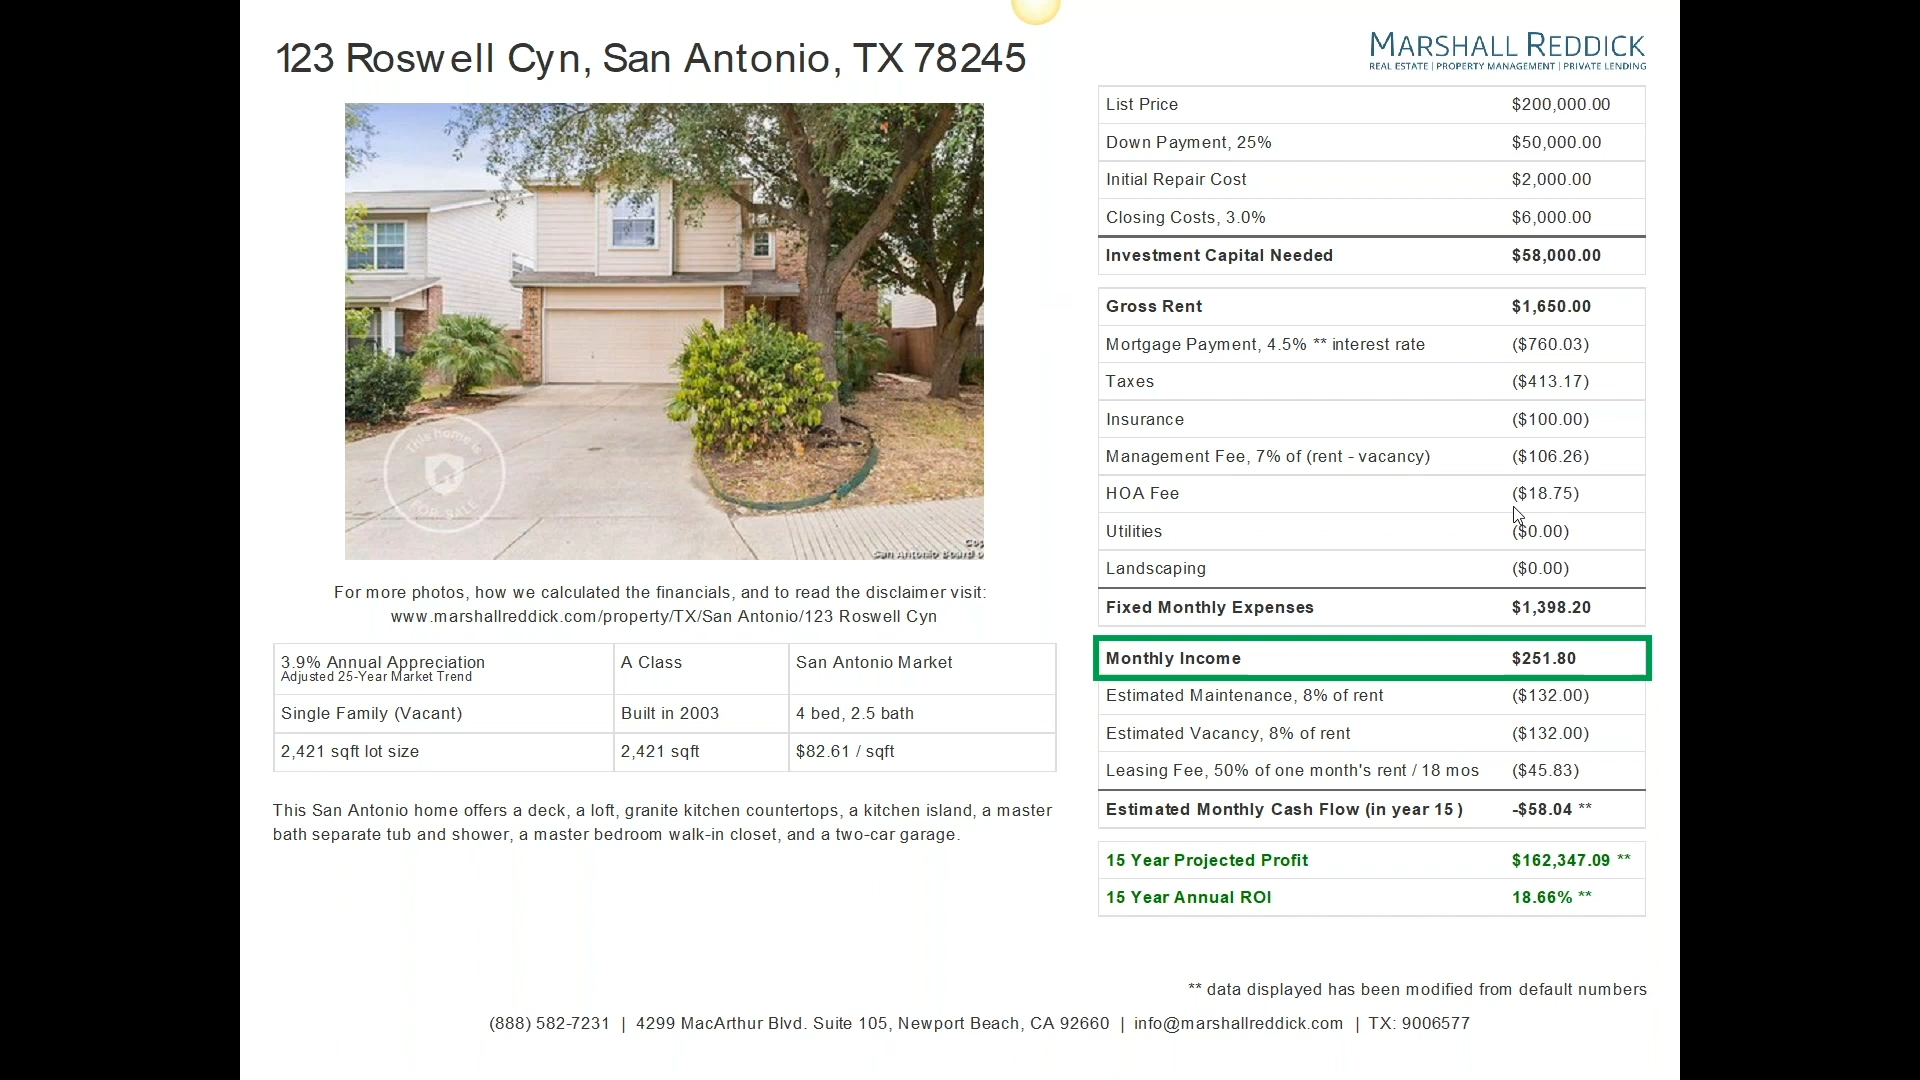 123 Roswell Cyn, San Antonio, TX 78245
MARSHALL REDDICK
REAL ESTATE | PROPERTY MANAGEMENT | PRIVATE LENDING
This home is
FOR SALE
San Antonio Board o
For more photos, how we calculated the financials, and to read the disclaimer visit:
www.marshallreddick.com/property/TX/San Antonio/123 Roswell Cyn
3.9% Annual Appreciation A Class San Antonio Market
Adjusted 25-Year Market Trend
Single Family (Vacant) Built in 2003 4 bed, 2.5 bath
2,421 sqft lot size 2,421 sqft $82.61 / sqft
This San Antonio home offers a deck, a loft, granite kitchen countertops, a kitchen island, a master
bath separate tub and shower, a master bedroom walk-in closet, and a two-car garage.
List Price $200,000.00
Down Payment, 25% $50,000.00
Initial Repair Cost $2,000.00
Closing Costs, 3.0% $6,000.00
Investment Capital Needed $58,000.00
Gross Rent $1,650.00
Mortgage Payment, 4.5% ** interest rate ($760.03)
Taxes ($413.17)
Insurance ($100.00)
Management Fee, 7% of (rent - vacancy) ($106.26)
HOA Fee ($18.75)
Utilities ($0.00)
Landscaping ($0.00)
Fixed Monthly Expenses $1,398.20
Monthly Income $251.80
Estimated Maintenance, 8% of rent ($132.00)
Estimated Vacancy, 8% of rent ($132.00)
Leasing Fee, 50% of one month's rent / 18 mos ($45.83)
Estimated Monthly Cash Flow (in year 15 ) -$58.04 **
15 Year Projected Profit $162,347.09 **
15 Year Annual ROI 18.66% **
** data displayed has been modified from default numbers
(888) 582-7231 | 4299 MacArthur Blvd. Suite 105, Newport Beach, CA 92660 | info@marshallreddick.com | TX: 9006577